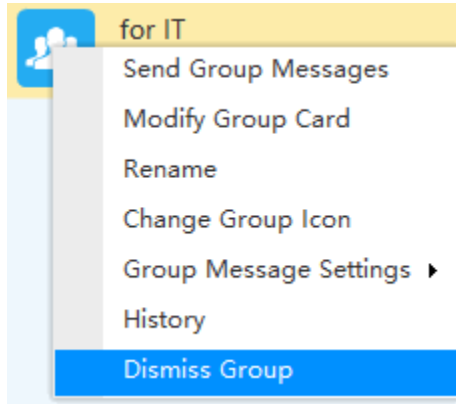 for IT
Send Group Messages
Modify Group Card
Rename
Change Group Icon
Group Message Settings
History
Dismiss Group